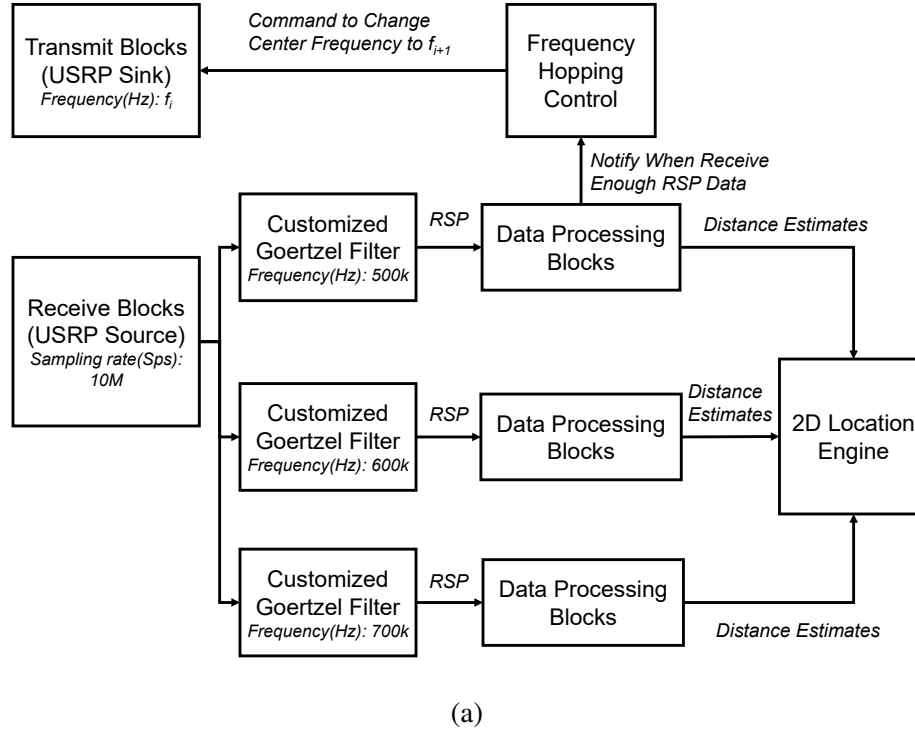 Command to Change
Center Frequency to fi+1
Transmit Blocks
(USRP Sink)
Frequency(Hz): fi
Frequency
Hopping
Control
Notify When Receive
Enough RSP Data
Customized
Goertzel Filter
Frequency(Hz): 500k
RSP
Data Processing
Blocks
Distance Estimates
Receive Blocks
(USRP Source)
Sampling rate(Sps):
10M
Customized
Goertzel Filter
Frequency(Hz): 600k
RSP
Data Processing
Blocks
Distance
Estimates
2D Location
Engine
Customized
Goertzel Filter
Frequency(Hz): 700k
RSP
Data Processing
Blocks
Distance Estimates
(a)